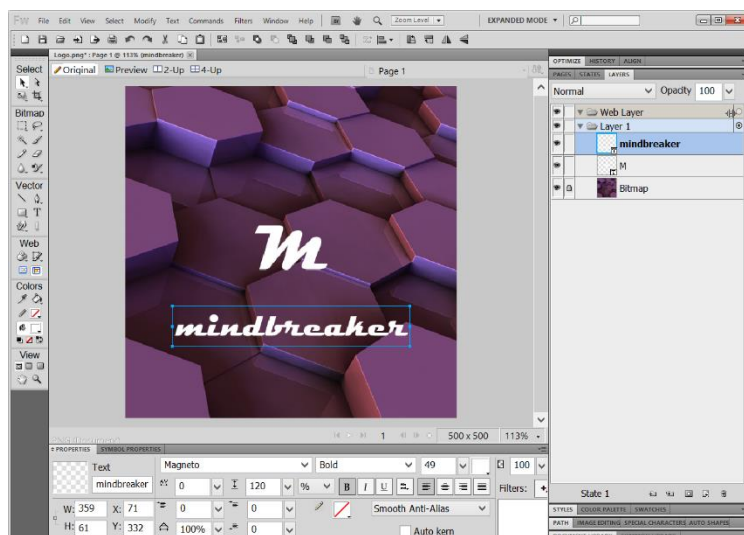 FW File Edit View Select Modify Text Commands Filters Window Help Zoom Level EXPANDED MODE
Logo.png* : Page 1 @ 113% (mindbreaker)
Original Preview 2-Up 4-Up Page 1
Select
Bitmap
Vector
Web
Colors
View
M
mindbreaker
1 500 x 500 113%
PROPERTIES SYMBOL PROPERTIES
Text Magneto Bold 49 100
mindbreaker 0 120 % B I U Filters:
W: 359 X: 71 0 0 Smooth Anti-Alias
H: 61 Y: 332 100% 0 Auto kern
OPTIMIZE HISTORY ALIGN
PAGES STATES LAYERS
Normal Opacity 100
Web Layer
Layer 1
mindbreaker
M
Bitmap
State 1
STYLES COLOR PALETTE SWATCHES
PATH IMAGE EDITING SPECIAL CHARACTERS AUTO SHAPES